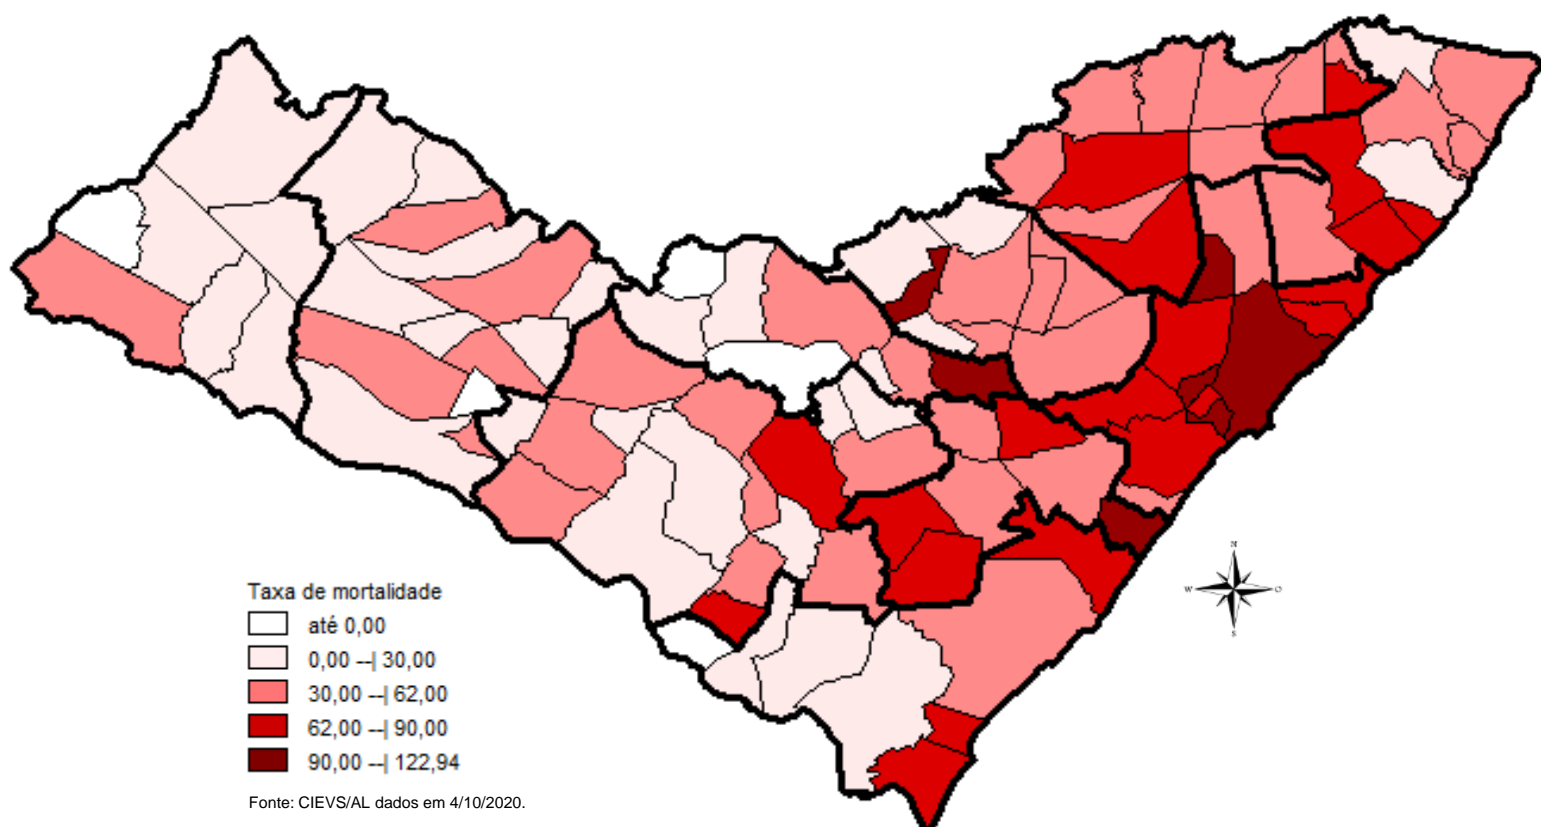 N
W
O
S
Taxa de mortalidade
até 0,00
0,00 --| 30,00
30,00 --| 62,00
62,00 --| 90,00
90,00 --| 122,94
Fonte: CIEVS/AL dados em 4/10/2020.